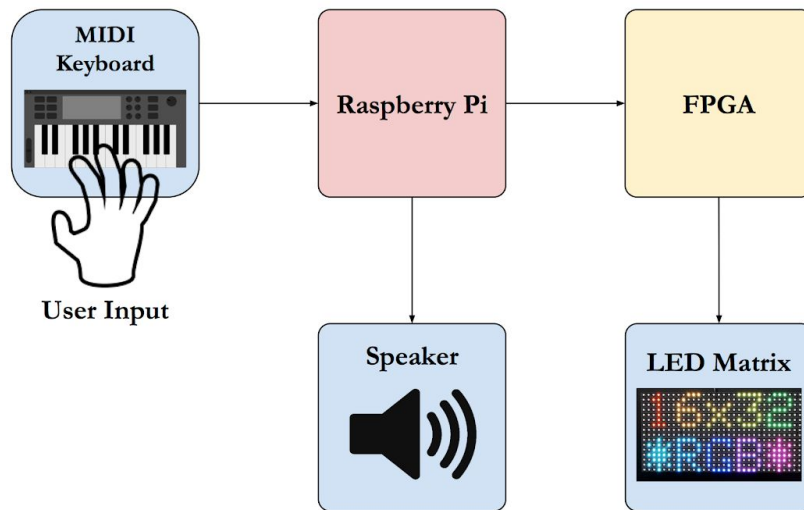 MIDI
Keyboard
Raspberry Pi
FPGA
User Input
Speaker
LED Matrix
16x32
*RGB*